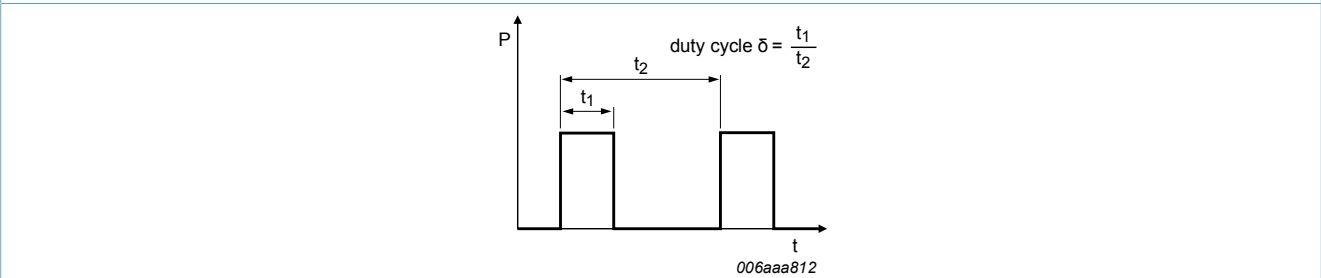 P
duty cycle δ = t1
t2
t2
t1
t
006aaa812